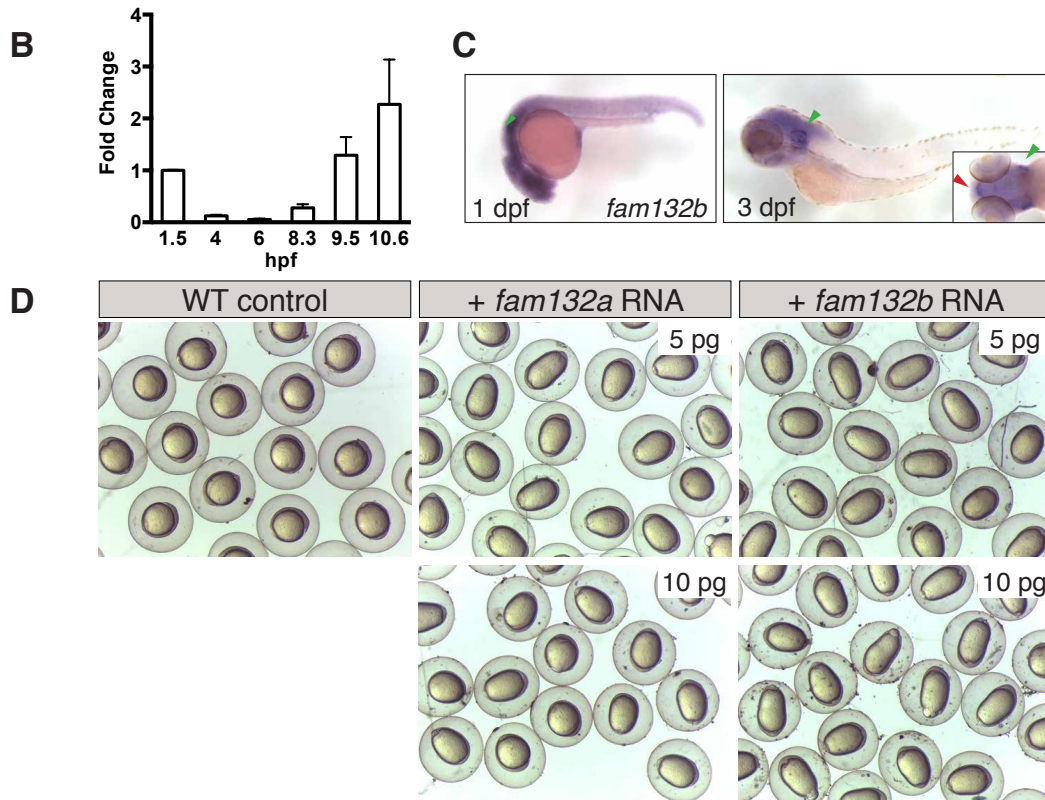 B
4
3
2
1
0
Fold Change
1.5 4 6 8.3 9.5 10.6
hpf
C
1 dpf
fam132b
3 dpf
D
WT control
+ fam132a RNA
+ fam132b RNA
5 pg
5 pg
10 pg
10 pg